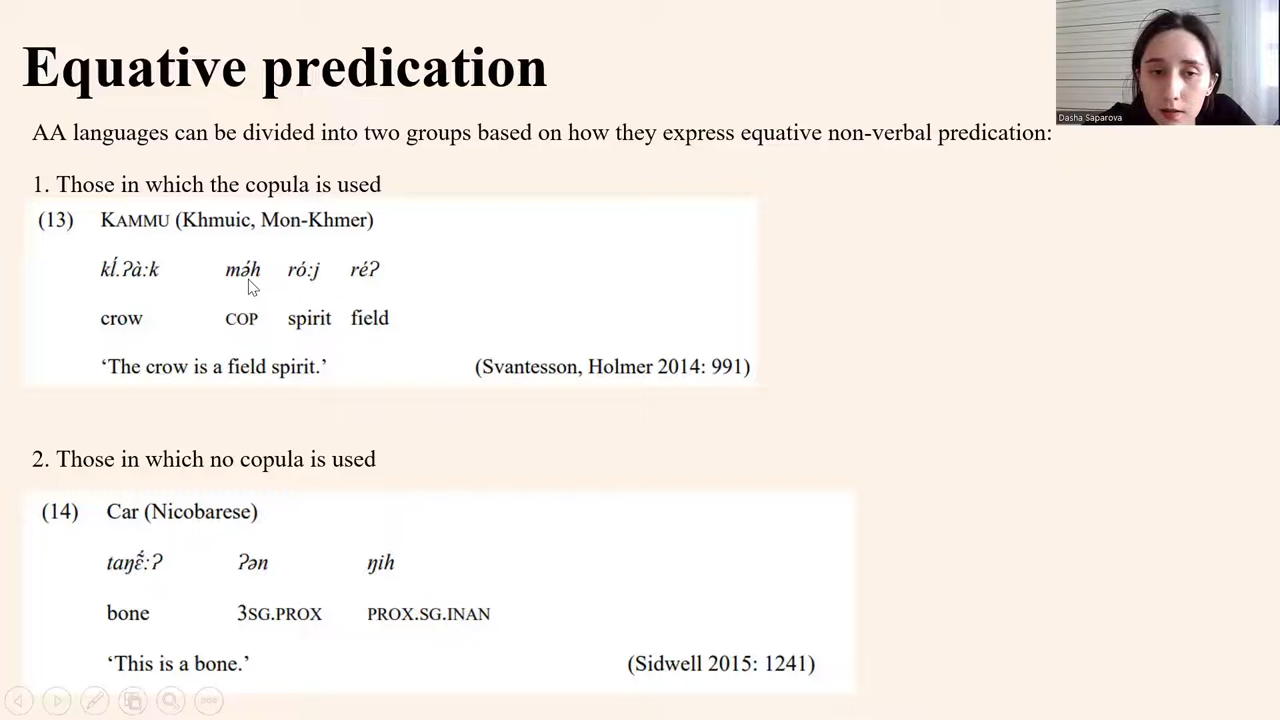 Equative predication
Dasha Saparova
AA languages can be divided into two groups based on how they express equative non-verbal predication:
1. Those in which the copula is used
(13) KAMMU (Khmuic, Mon-Khmer)
kĺ.ʔà:k mə́h ró:j réʔ
crow COP spirit field
‘The crow is a field spirit.’ (Svantesson, Holmer 2014: 991)
2. Those in which no copula is used
(14) Car (Nicobarese)
taŋɛ̃́:ʔ ʔən ŋih
bone 3SG.PROX PROX.SG.INAN
‘This is a bone.’ (Sidwell 2015: 1241)